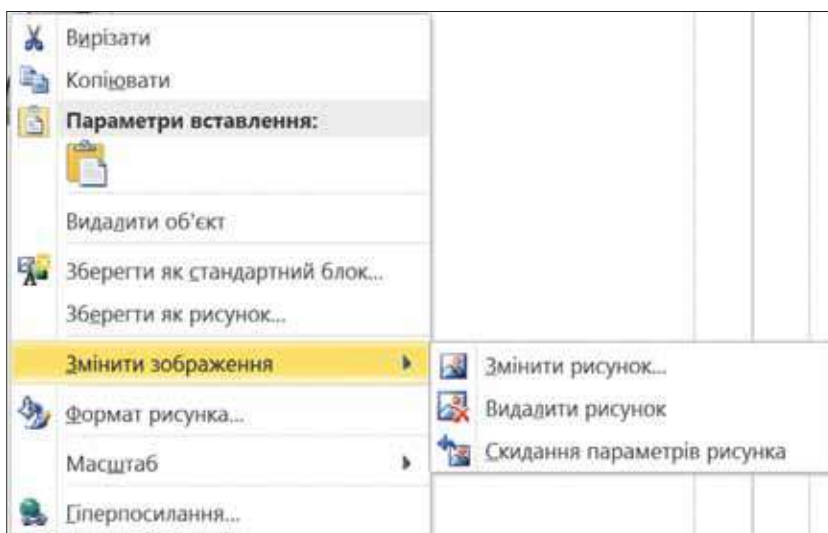 Вирізати
Копіювати
Параметри вставлення:
Видалити об'єкт
Зберегти як стандартний блок...
Зберегти як рисунок...
Змінити зображення
Змінити рисунок...
Видалити рисунок
Скидання параметрів рисунка
Формат рисунка...
Масштаб
Гіперпосилання...